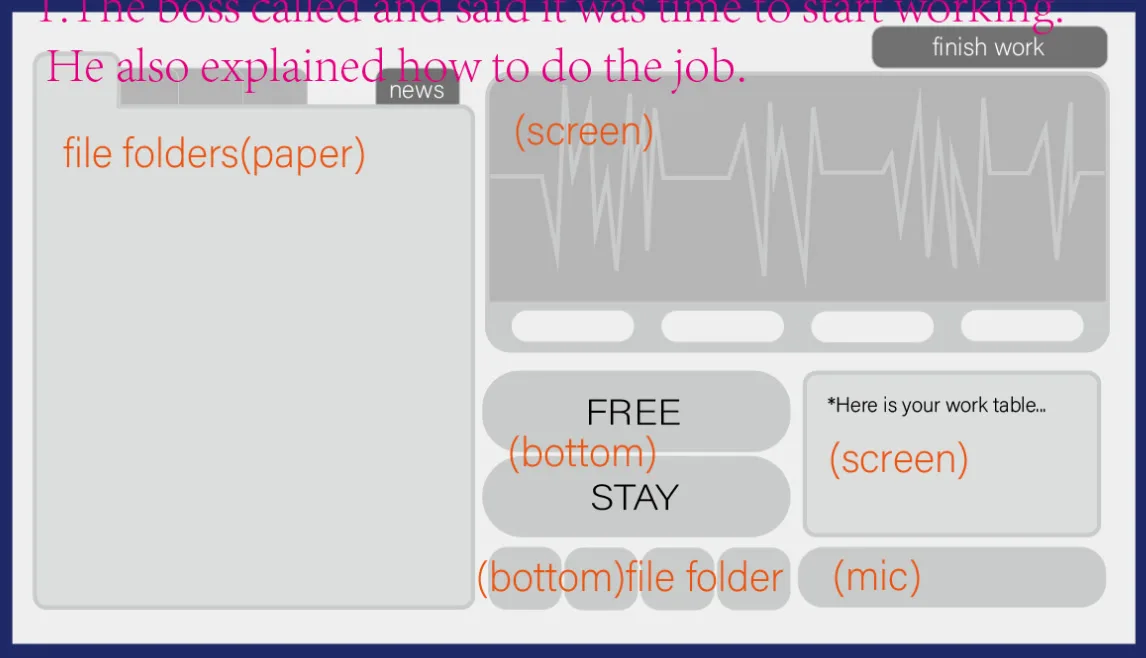 1. The boss called and said it was time to start working.
He also explained how to do the job.
finish work
news
file folders(paper)
(screen)
FREE
(bottom)
STAY
*Here is your work table...
(screen)
(bottom)file folder
(mic)